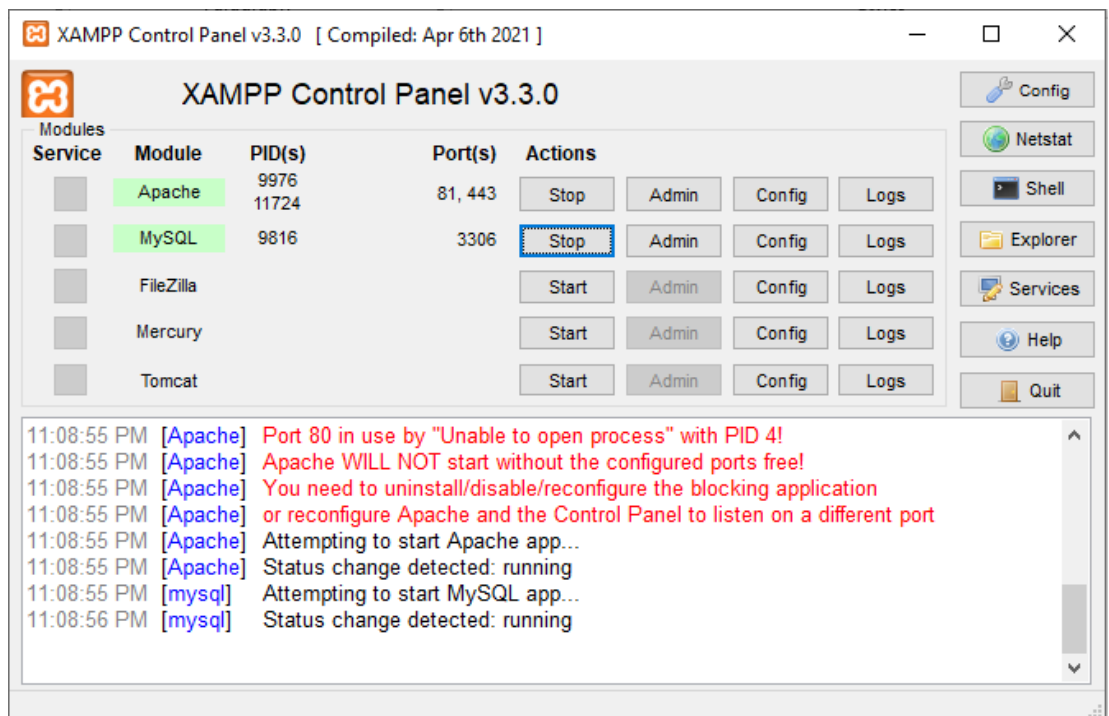 XAMPP Control Panel v3.3.0 [ Compiled: Apr 6th 2021 ]
XAMPP Control Panel v3.3.0
Config
Modules
Service Module PID(s) Port(s) Actions
Netstat
Apache 9976 11724 81, 443 Stop Admin Config Logs
Shell
MySQL 9816 3306 Stop Admin Config Logs
Explorer
FileZilla Start Admin Config Logs
Services
Mercury Start Admin Config Logs
Help
Tomcat Start Admin Config Logs
Quit
11:08:55 PM [Apache] Port 80 in use by "Unable to open process" with PID 4!
11:08:55 PM [Apache] Apache WILL NOT start without the configured ports free!
11:08:55 PM [Apache] You need to uninstall/disable/reconfigure the blocking application
11:08:55 PM [Apache] or reconfigure Apache and the Control Panel to listen on a different port
11:08:55 PM [Apache] Attempting to start Apache app...
11:08:55 PM [Apache] Status change detected: running
11:08:55 PM [mysql] Attempting to start MySQL app...
11:08:56 PM [mysql] Status change detected: running